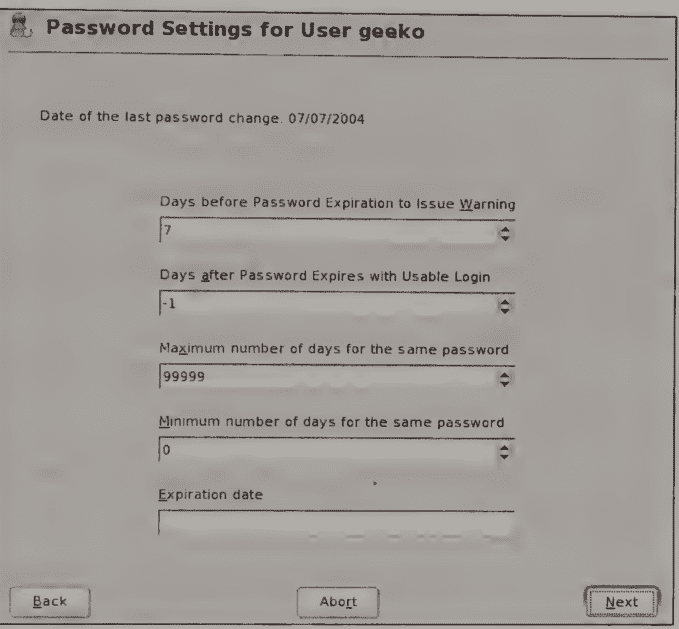 Password Settings for User geeko
Date of the last password change. 07/07/2004
Days before Password Expiration to Issue Warning
7
Days after Password Expires with Usable Login
-1
Maximum number of days for the same password
99999
Minimum number of days for the same password
0
Expiration date
Back Abort Next